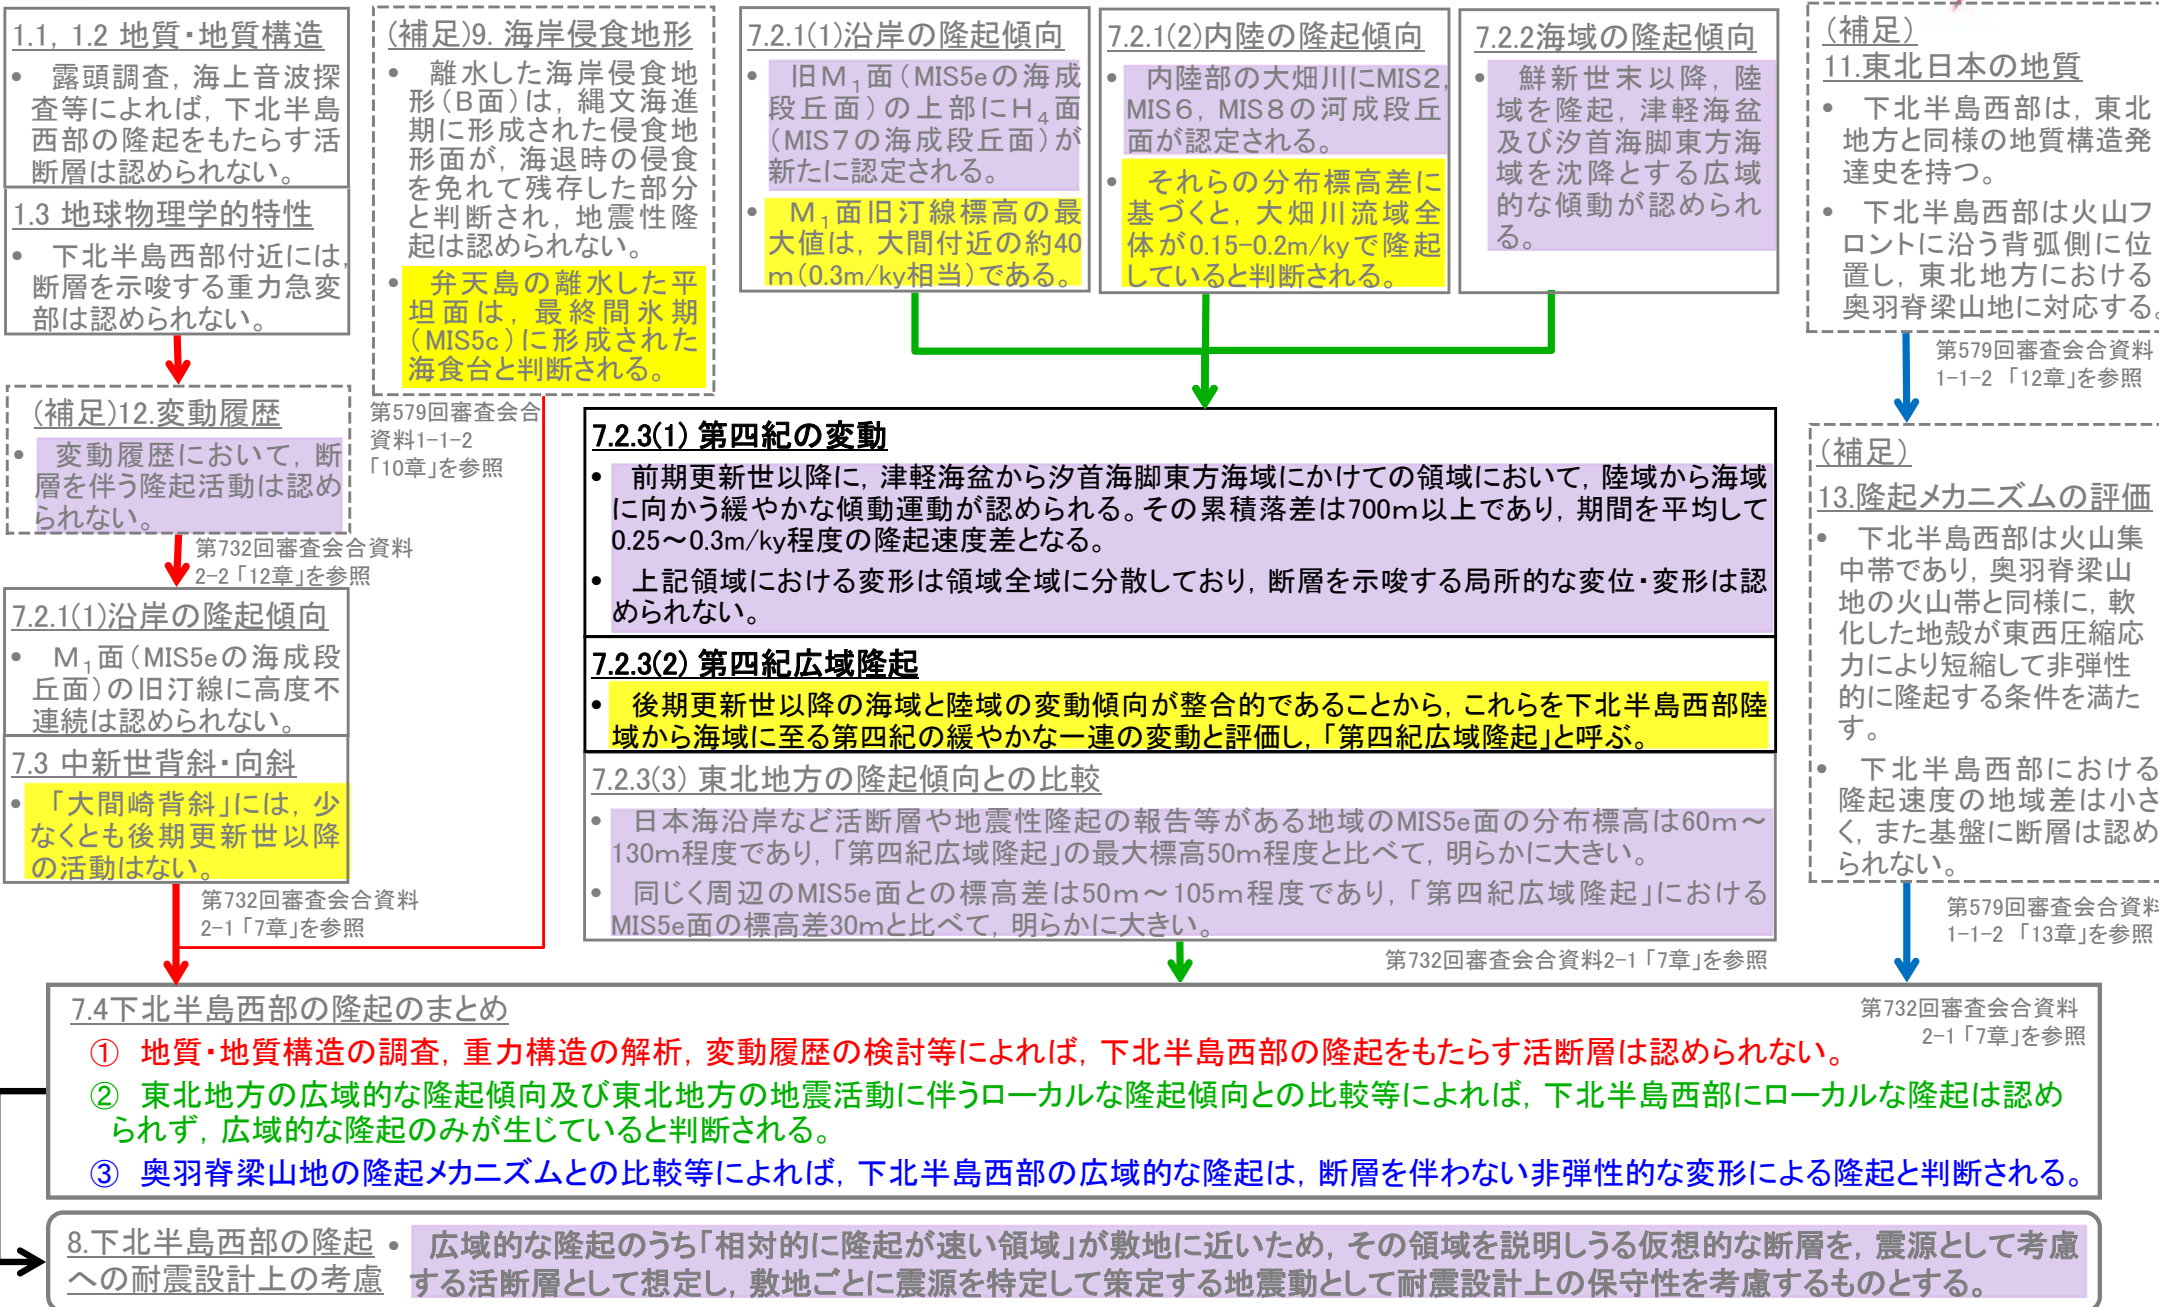 1.1, 1.2 地質・地質構造
• 露頭調査, 海上音波探
査等によれば, 下北半島
西部の隆起をもたらす活
断層は認められない。
1.3 地球物理学的特性
• 下北半島西部付近には,
断層を示唆する重力急変
部は認められない。
(補足)12.変動履歴
• 変動履歴において, 断
層を伴う隆起活動は認め
られない。
第732回審査会合資料
2-2 「12章」を参照
7.2.1(1)沿岸の隆起傾向
• M₁面(MIS5eの海成段
丘面)の旧汀線に高度不
連続は認められない。
7.3 中新世背斜・向斜
• 「大間崎背斜」には, 少
なくとも後期更新世以降
の活動はない。
第732回審査会合資料
2-1 「7章」を参照
(補足)9. 海岸侵食地形
• 離水した海岸侵食地
形(B面)は, 縄文海進
期に形成された侵食地
形面が, 海退時の侵食
を免れて残存した部分
と判断され, 地震性隆
起は認められない。
• 弁天島の離水した平
坦面は, 最終間氷期
(MIS5c)に形成された
海食台と判断される。
第579回審査会合
資料1-1-2
「10章」を参照
7.2.1(1)沿岸の隆起傾向
• 旧M₁面(MIS5eの海成
段丘面)の上部にH₄面
(MIS7の海成段丘面)が
新たに認定される。
• M₁面旧汀線標高の最
大値は, 大間付近の約40
m(0.3m/ky相当)である。
7.2.1(2)内陸の隆起傾向
• 内陸部の大畑川にMIS2,
MIS6, MIS8の河成段丘
面が認定される。
• それらの分布標高差に
基づくと, 大畑川流域全
体が0.15-0.2m/kyで隆起
していると判断される。
7.2.2海域の隆起傾向
• 鮮新世末以降, 陸
域を隆起, 津軽海盆
及び汐首海脚東方海
域を沈降とする広域
的な傾動が認められ
る。
7.2.3(1) 第四紀の変動
• 前期更新世以降に, 津軽海盆から汐首海脚東方海域にかけての領域において, 陸域から海域
に向かう緩やかな傾動運動が認められる。その累積落差は700m以上であり, 期間を平均して
0.25～0.3m/ky程度の隆起速度差となる。
• 上記領域における変形は領域全域に分散しており, 断層を示唆する局所的な変位・変形は認
められない。
7.2.3(2) 第四紀広域隆起
• 後期更新世以降の海域と陸域の変動傾向が整合的であることから, これらを下北半島西部陸
域から海域に至る第四紀の緩やかな一連の変動と評価し, 「第四紀広域隆起」と呼ぶ。
7.2.3(3) 東北地方の隆起傾向との比較
• 日本海沿岸など活断層や地震性隆起の報告等がある地域のMIS5e面の分布標高は60m～
130m程度であり, 「第四紀広域隆起」の最大標高50m程度と比べて, 明らかに大きい。
• 同じく周辺のMIS5e面との標高差は50m～105m程度であり, 「第四紀広域隆起」における
MIS5e面の標高差30mと比べて, 明らかに大きい。
第732回審査会合資料2-1 「7章」を参照
(補足)
11.東北日本の地質
• 下北半島西部は, 東北
地方と同様の地質構造発
達史を持つ。
• 下北半島西部は火山フ
ロントに沿う背弧側に位
置し, 東北地方における
奥羽脊梁山地に対応する。
第579回審査会合資料
1-1-2 「12章」を参照
(補足)
13.隆起メカニズムの評価
• 下北半島西部は火山集
中帯であり, 奥羽脊梁山
地の火山帯と同様に, 軟
化した地殻が東西圧縮応
力により短縮して非弾性
的に隆起する条件を満た
す。
• 下北半島西部における
隆起速度の地域差は小さ
く, また基盤に断層は認め
られない。
第579回審査会合資料
1-1-2 「13章」を参照
7.4下北半島西部の隆起のまとめ
第732回審査会合資料
2-1 「7章」を参照
① 地質・地質構造の調査, 重力構造の解析, 変動履歴の検討等によれば, 下北半島西部の隆起をもたらす活断層は認められない。
② 東北地方の広域的な隆起傾向及び東北地方の地震活動に伴うローカルな隆起傾向との比較等によれば, 下北半島西部にローカルな隆起は認め
られず, 広域的な隆起のみが生じていると判断される。
③ 奥羽脊梁山地の隆起メカニズムとの比較等によれば, 下北半島西部の広域的な隆起は, 断層を伴わない非弾性的な変形による隆起と判断される。
8.下北半島西部の隆起
への耐震設計上の考慮
• 広域的な隆起のうち「相対的に隆起が速い領域」が敷地に近いため, その領域を説明しうる仮想的な断層を, 震源として考慮
する活断層として想定し, 敷地ごとに震源を特定して策定する地震動として耐震設計上の保守性を考慮するものとする。